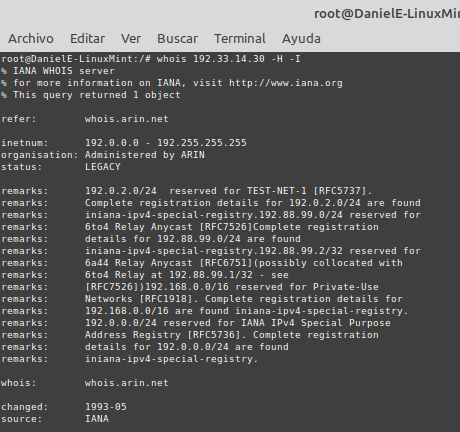 root@DanielE-LinuxMint
Archivo Editar Ver Buscar Terminal Ayuda
root@DanielE-LinuxMint:/# whois 192.33.14.30 -H -I
% IANA WHOIS server
% for more information on IANA, visit http://www.iana.org
% This query returned 1 object
refer: whois.arin.net
inetnum: 192.0.0.0 - 192.255.255.255
organisation: Administered by ARIN
status: LEGACY
remarks: 192.0.2.0/24 reserved for TEST-NET-1 [RFC5737].
remarks: Complete registration details for 192.0.2.0/24 are found
remarks: iniana-ipv4-special-registry.192.88.99.0/24 reserved for
remarks: 6to4 Relay Anycast [RFC7526]Complete registration
remarks: details for 192.88.99.0/24 are found
remarks: iniana-ipv4-special-registry.192.88.99.2/32 reserved for
remarks: 6a44 Relay Anycast [RFC6751](possibly collocated with
remarks: 6to4 Relay at 192.88.99.1/32 - see
remarks: [RFC7526])192.168.0.0/16 reserved for Private-Use
remarks: Networks [RFC1918]. Complete registration details for
remarks: 192.168.0.0/16 are found iniana-ipv4-special-registry.
remarks: 192.0.0.0/24 reserved for IANA IPv4 Special Purpose
remarks: Address Registry [RFC5736]. Complete registration
remarks: details for 192.0.0.0/24 are found
remarks: iniana-ipv4-special-registry.
whois: whois.arin.net
changed: 1993-05
source: IANA